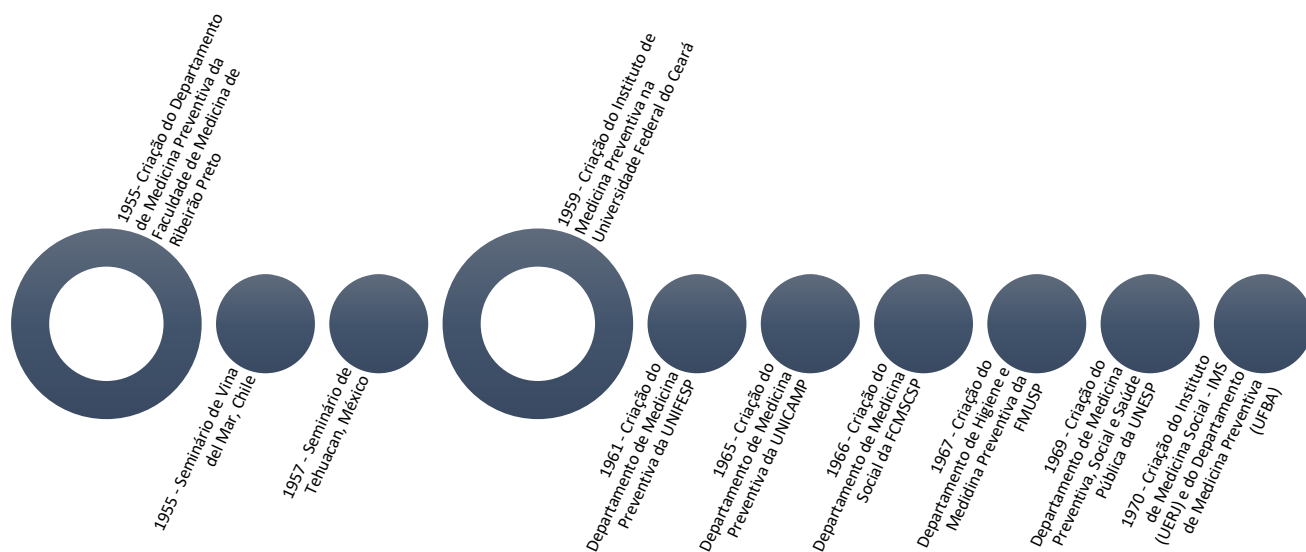 1955- Criação do Departamento
de Medicina Preventiva da
Faculdade de Medicina de
Ribeirão Preto
1955 - Seminário de Vina
del Mar, Chile
1957 - Seminário de
Tehuacan, México
1959 - Criação do Instituto de
Medicina Preventiva na
Universidade Federal do Ceará
1961 - Criação do
Departamento de Medicina
Preventiva da UNIFESP
1965 - Criação do
Departamento de Medicina
Preventiva da UNICAMP
1966 - Criação do
Departamento de Medicina
Social da FCMSCSP
1967 - Criação do
Departamento de Higiene e
Medidina Preventiva da
FMUSP
1969 - Criação do
Departamento de Medicina
Preventiva, Social e Saúde
Pública da UNESP
1970 - Criação do Instituto
de Medicina Social - IMS
(UERJ) e do Departamento
de Medicina Preventiva
(UFBA)